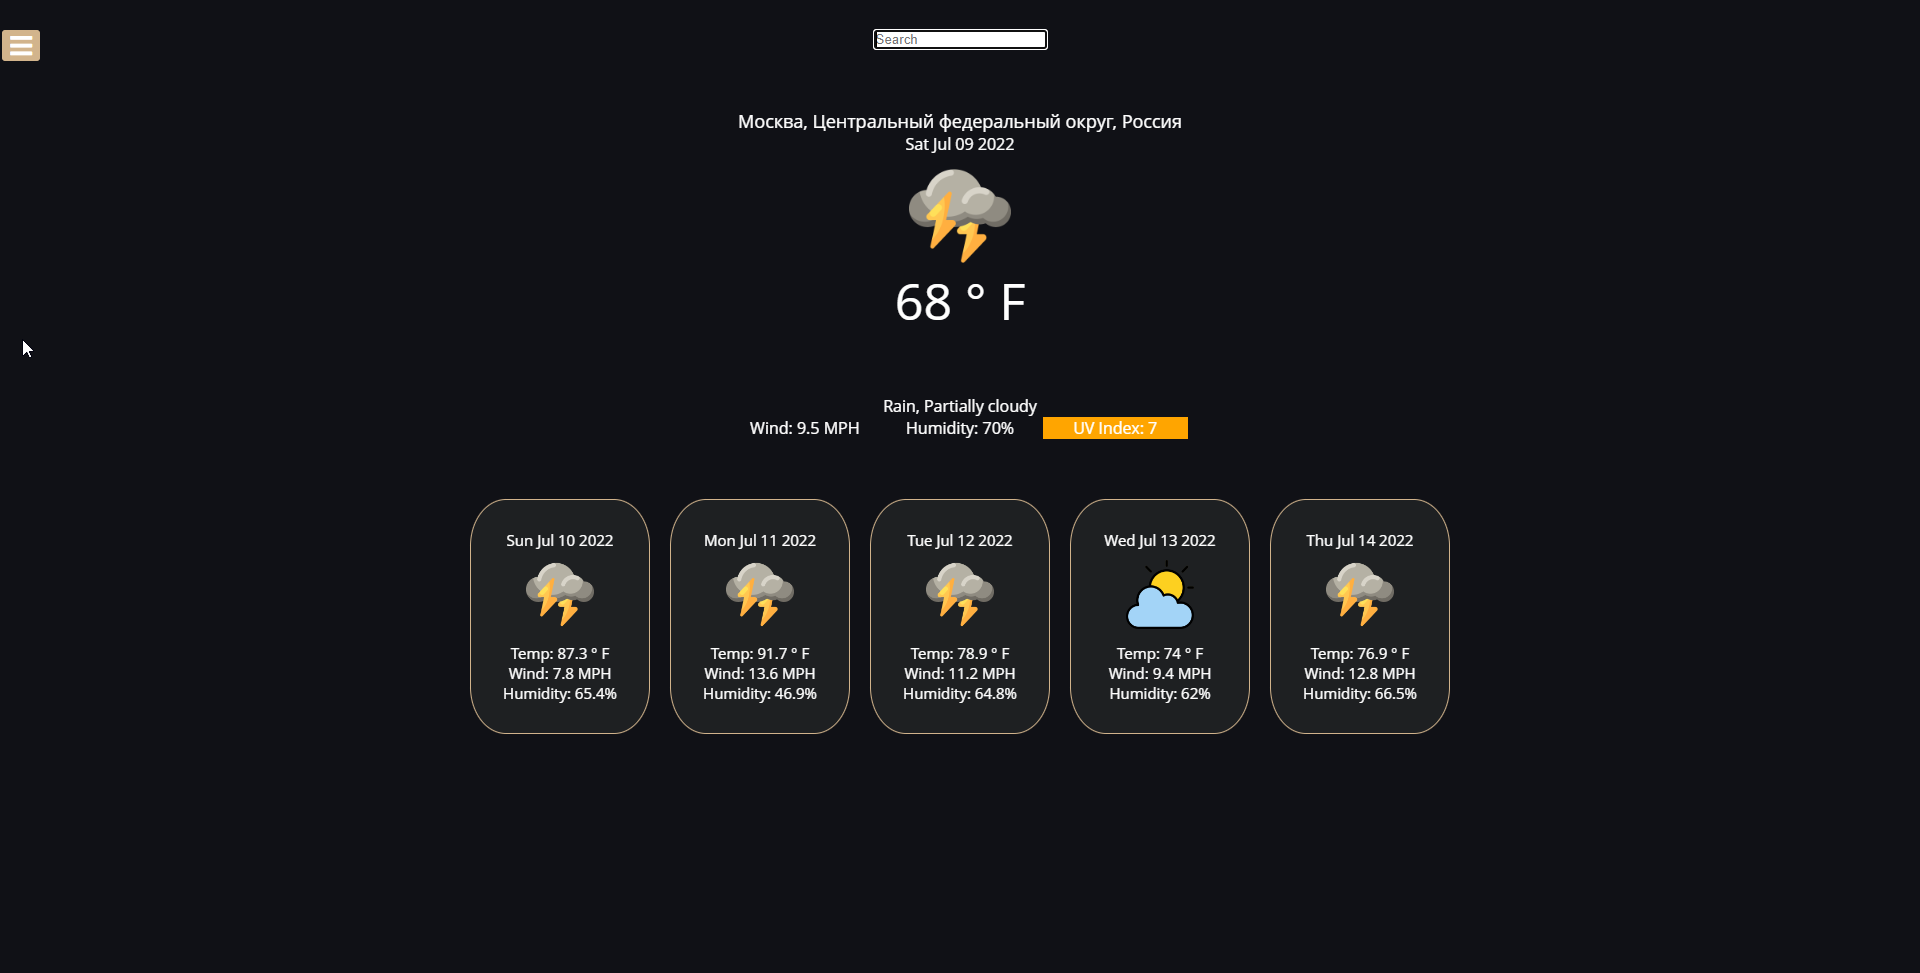 Search
Москва, Центральный федеральный округ, Россия
Sat Jul 09 2022
68 ° F
Rain, Partially cloudy
Wind: 9.5 MPH
Humidity: 70%
UV Index: 7
Sun Jul 10 2022
Temp: 87.3 ° F
Wind: 7.8 MPH
Humidity: 65.4%
Mon Jul 11 2022
Temp: 91.7 ° F
Wind: 13.6 MPH
Humidity: 46.9%
Tue Jul 12 2022
Temp: 78.9 ° F
Wind: 11.2 MPH
Humidity: 64.8%
Wed Jul 13 2022
Temp: 74 ° F
Wind: 9.4 MPH
Humidity: 62%
Thu Jul 14 2022
Temp: 76.9 ° F
Wind: 12.8 MPH
Humidity: 66.5%